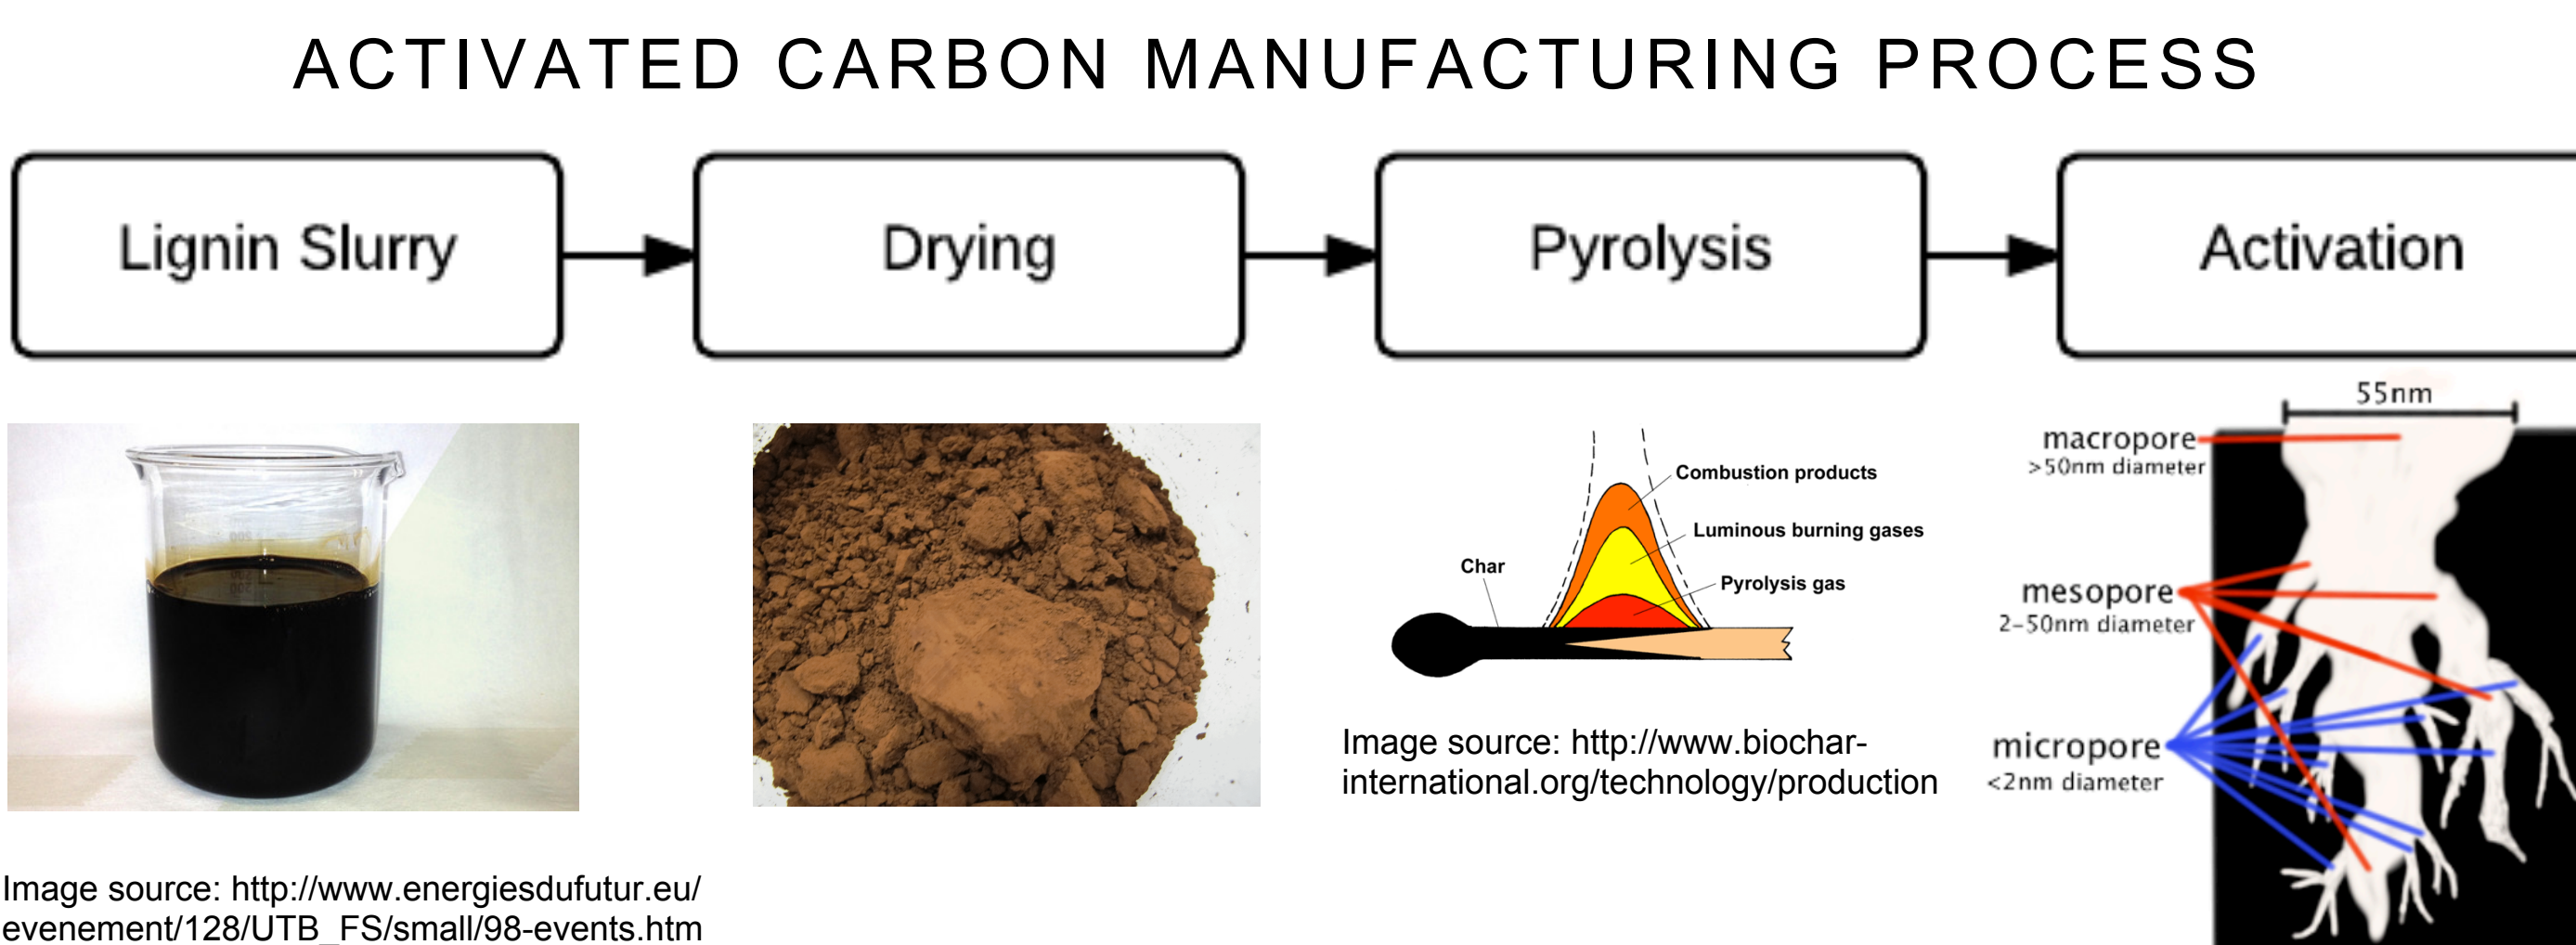 ACTIVATED CARBON MANUFACTURING PROCESS
Lignin Slurry
Drying
Pyrolysis
Activation
55nm
macropore
>50nm diameter
mesopore
2-50nm diameter
micropore
<2nm diameter
Combustion products
Luminous burning gases
Char
Pyrolysis gas
Image source: http://www.biochar-
international.org/technology/production
Image source: http://www.energiesdufutur.eu/
evenement/128/UTB_FS/small/98-events.htm